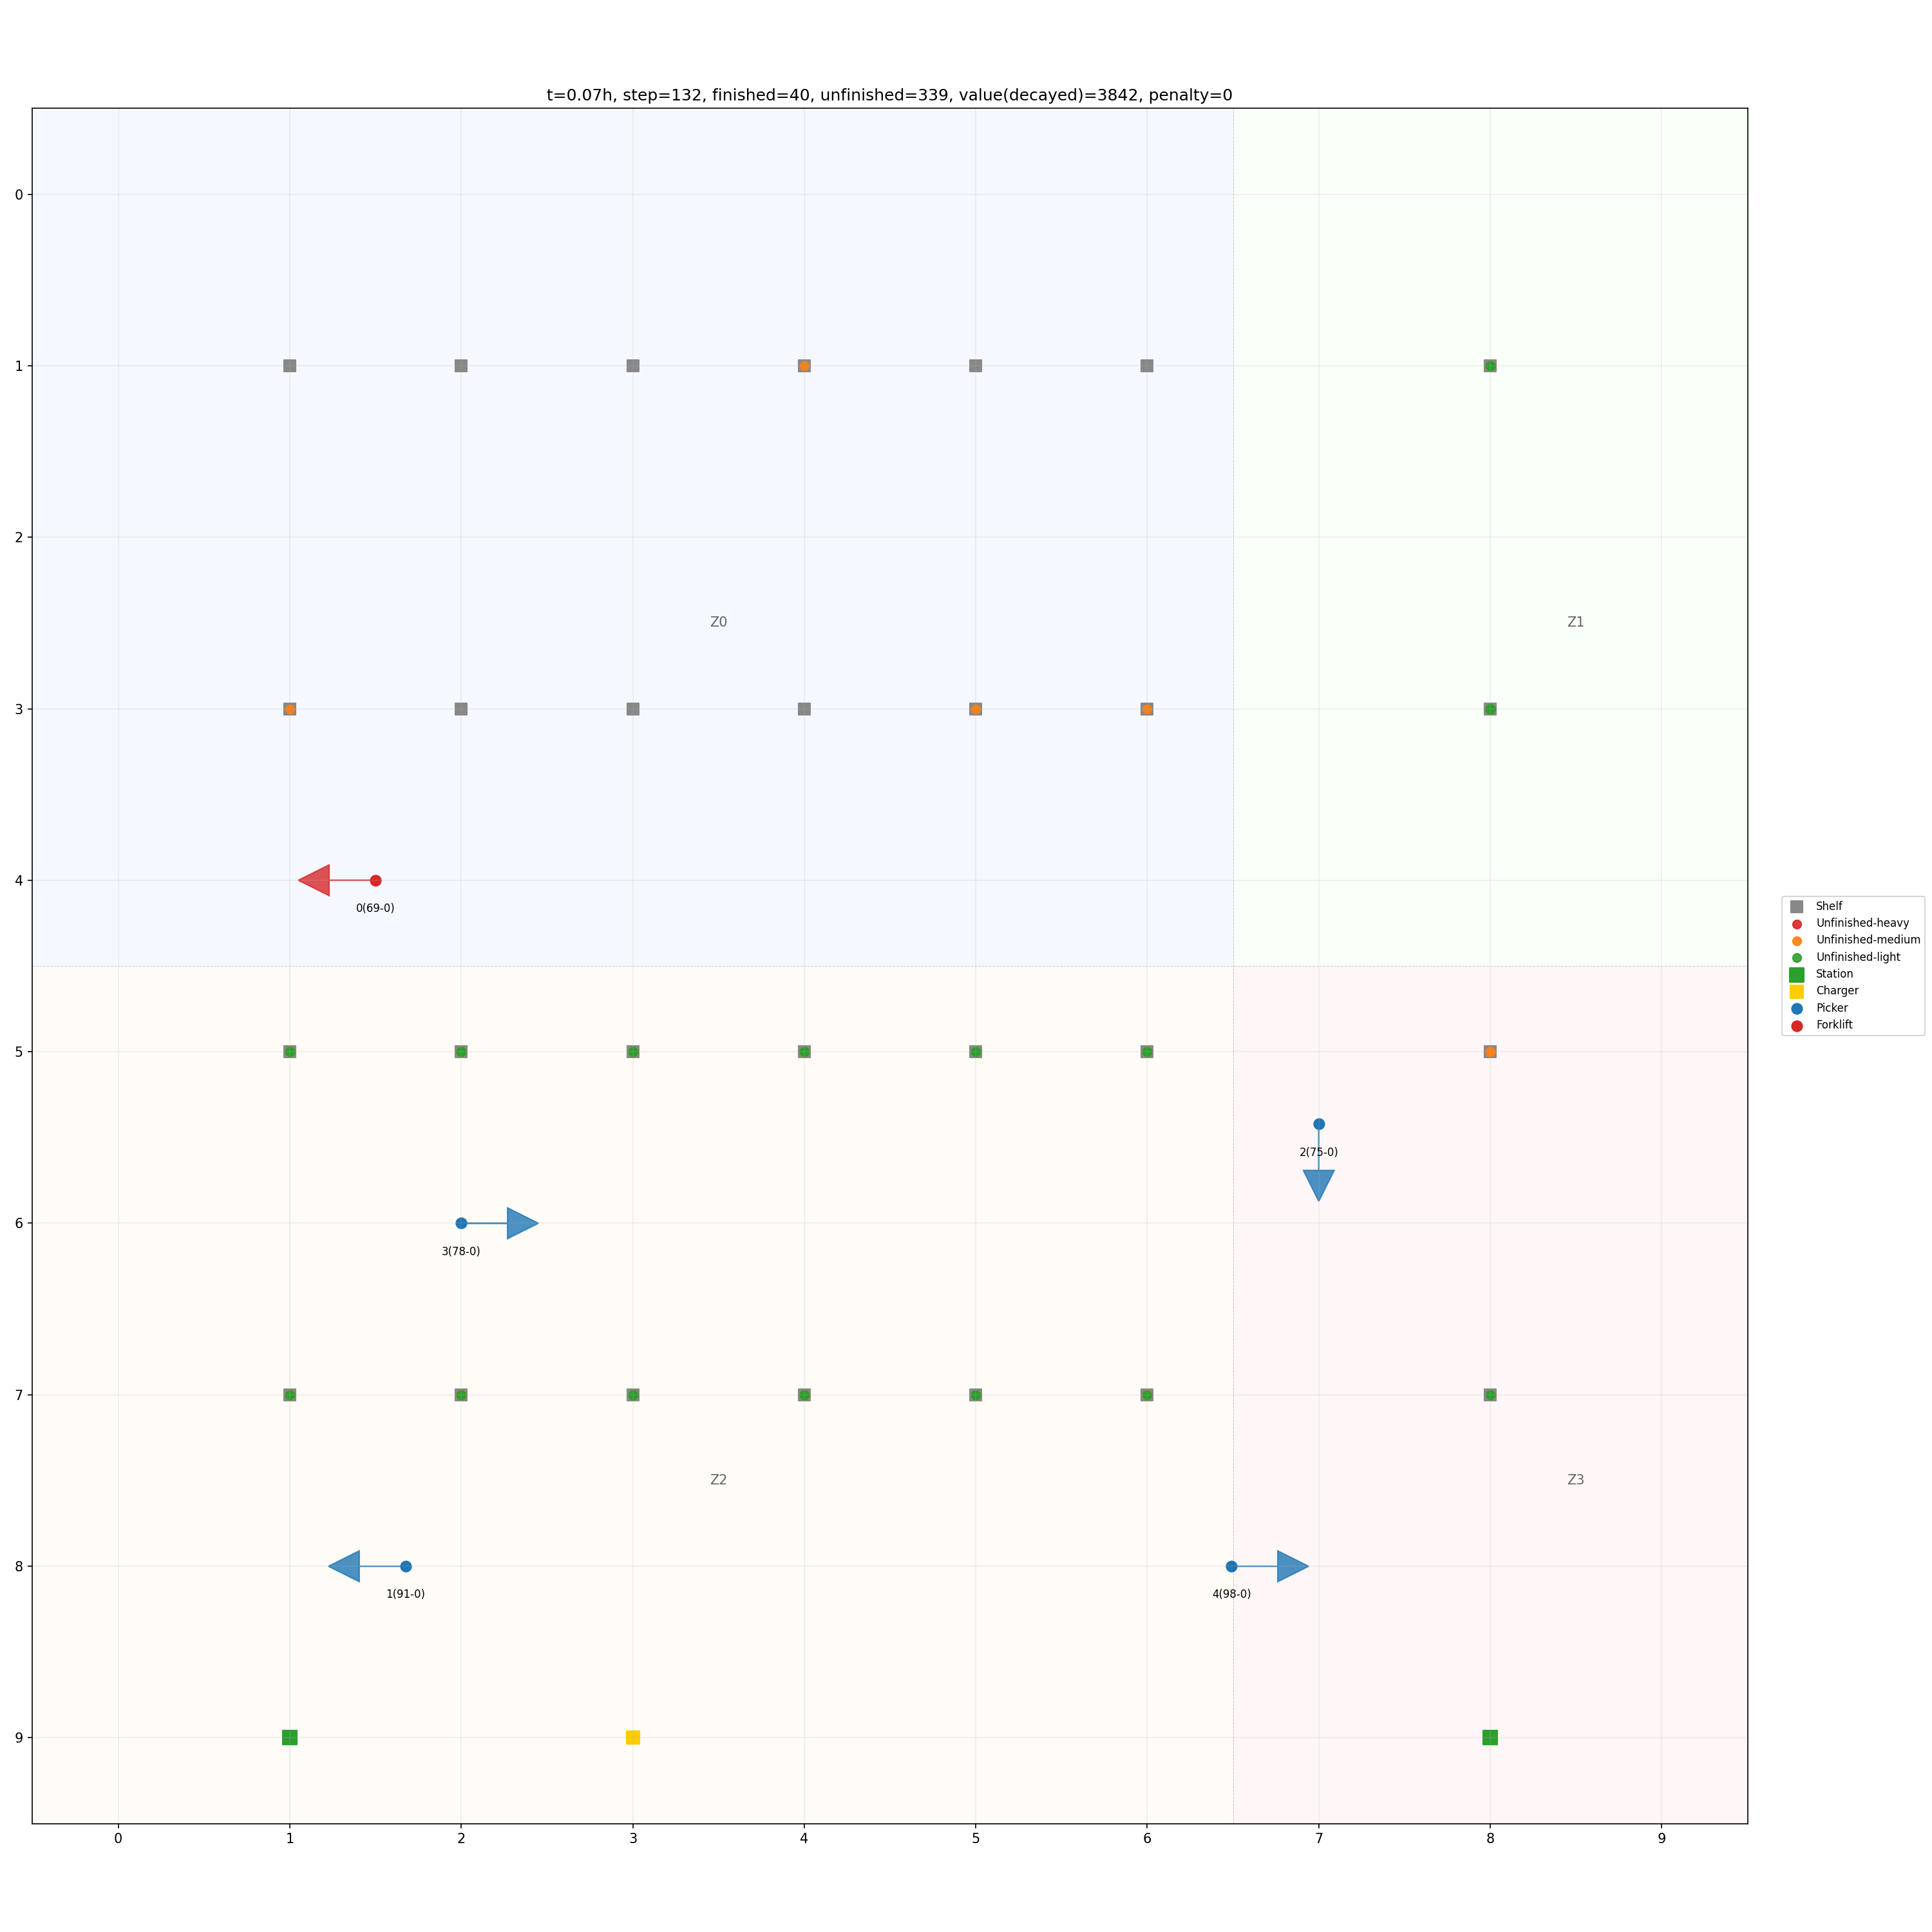 t=0.07h, step=132, finished=40, unfinished=339, value(decayed)=3842, penalty=0
0
1
2
Z0
Z1
3
4
0(69-0)
Shelf
Unfinished-heavy
Unfinished-medium
Unfinished-light
Station
Charger
Picker
Forklift
5
2(75-0)
6
3(78-0)
7
Z2
Z3
8
1(91-0)
4(98-0)
9
0 1 2 3 4 5 6 7 8 9